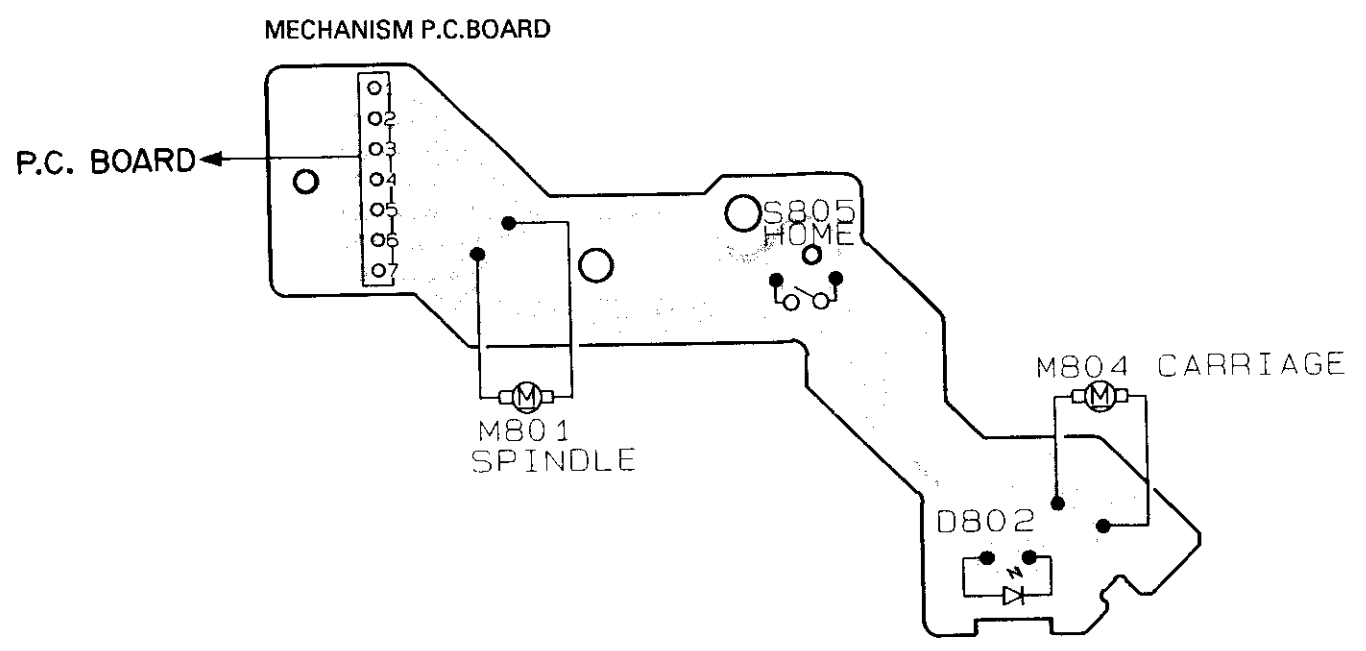 MECHANISM P.C.BOARD
1
2
3
4
5
6
7
P.C. BOARD
S805
HOME
M
M801
SPINDLE
M804 CARRIAGE
M
D802